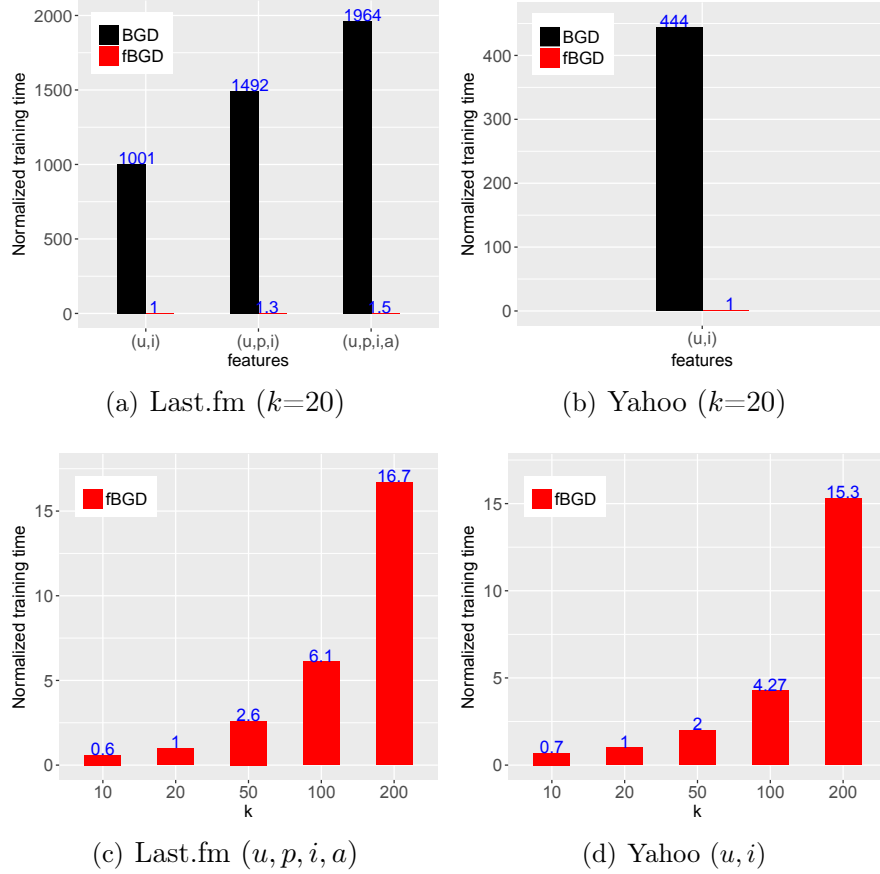 Normalized training time
2000
1500
1000
500
0
BGD
fBGD
1001
1
1492
1.3
1964
1.5
(u,i)
(u,p,i)
(u,p,i,a)
features
(a) Last.fm (k=20)
Normalized training time
400
300
200
100
0
BGD
fBGD
444
1
(u,i)
features
(b) Yahoo (k=20)
Normalized training time
15
10
5
0
fBGD
0.6
1
2.6
6.1
16.7
10
20
50
100
200
k
(c) Last.fm (u, p, i, a)
Normalized training time
15
10
5
0
fBGD
0.7
1
2
4.27
15.3
10
20
50
100
200
k
(d) Yahoo (u, i)